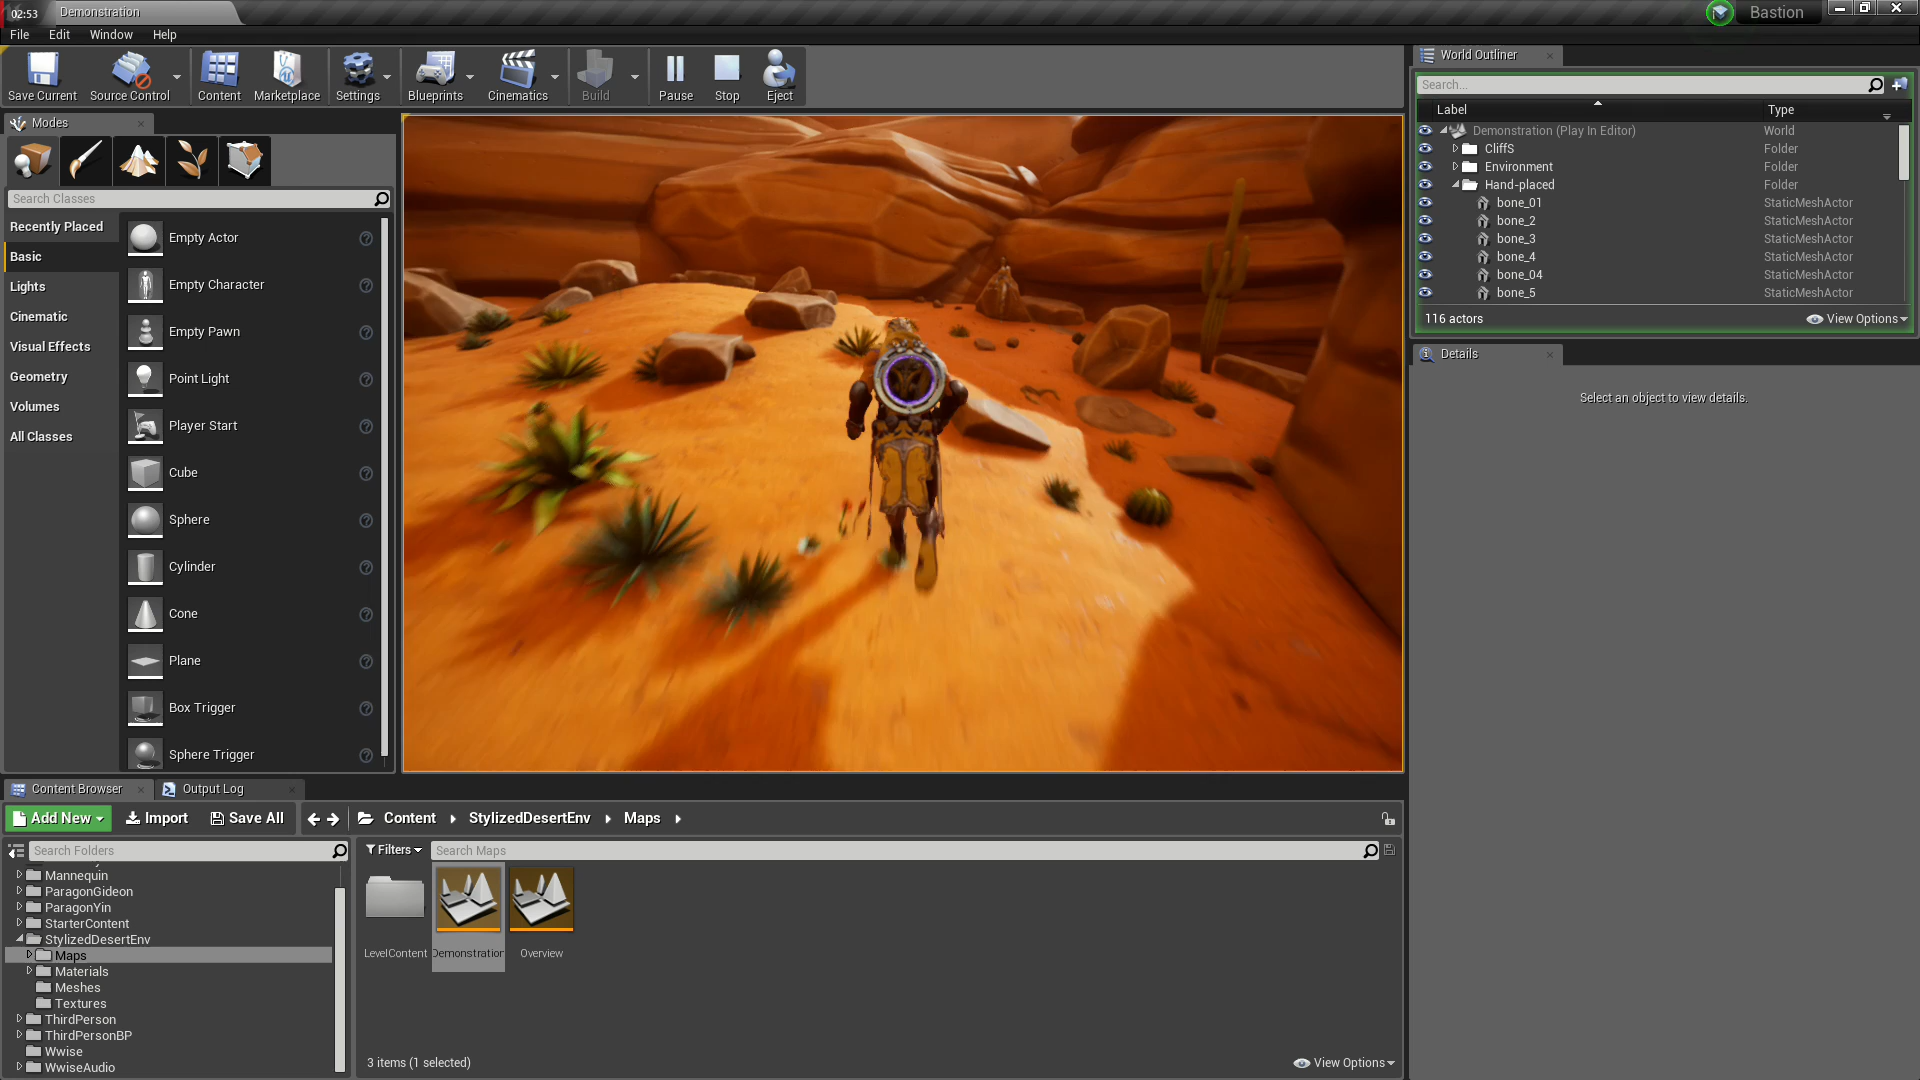 02:53
Demonstration
Bastion
File Edit Window Help
Save Current Source Control Content Marketplace Settings Blueprints Cinematics Build Pause Stop Eject
Modes
Search Classes
Recently Placed
Basic
Lights
Cinematic
Visual Effects
Geometry
Volumes
All Classes
Empty Actor
Empty Character
Empty Pawn
Point Light
Player Start
Cube
Sphere
Cylinder
Cone
Plane
Box Trigger
Sphere Trigger
World Outliner
Search...
Label Type
Demonstration (Play In Editor) World
CliffS Folder
Environment Folder
Hand-placed Folder
bone_01 StaticMeshActor
bone_2 StaticMeshActor
bone_3 StaticMeshActor
bone_4 StaticMeshActor
bone_04 StaticMeshActor
bone_5 StaticMeshActor
116 actors View Options
Details
Select an object to view details.
Content Browser Output Log
Add New Import Save All Content StylizedDesertEnv Maps
Search Folders
Mannequin
ParagonGideon
ParagonYin
StarterContent
StylizedDesertEnv
Maps
Materials
Meshes
Textures
ThirdPerson
ThirdPersonBP
Wwise
WwiseAudio
Filters Search Maps
LevelContent Demonstration Overview
3 items (1 selected) View Options